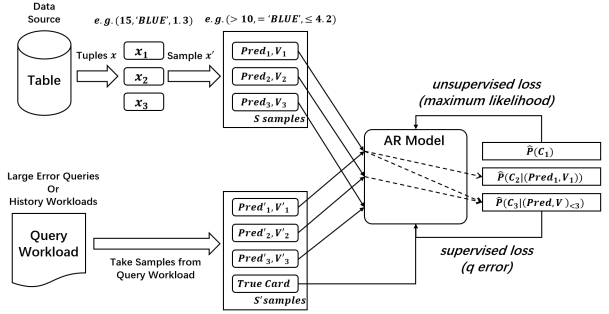 Data
Source
e.g.(15,'BLUE',1.3)
e.g.(> 10,= 'BLUE',≤ 4.2)
Table
Tuples x
x₁
x₂
x₃
Sample x′
Pred₁,V₁
Pred₂,V₂
Pred₃,V₃
S samples
AR Model
unsupervised loss
(maximum likelihood)
P̂(C₁)
P̂(C₂|(Pred₁,V₁))
P̂(C₃|(Pred,V)<₃)
supervised loss
(q error)
Large Error Queries
Or
History Workloads
Query
Workload
Take Samples from
Query Workload
Pred′₁,V′₁
Pred′₂,V′₂
Pred′₃,V′₃
True Card
S′samples